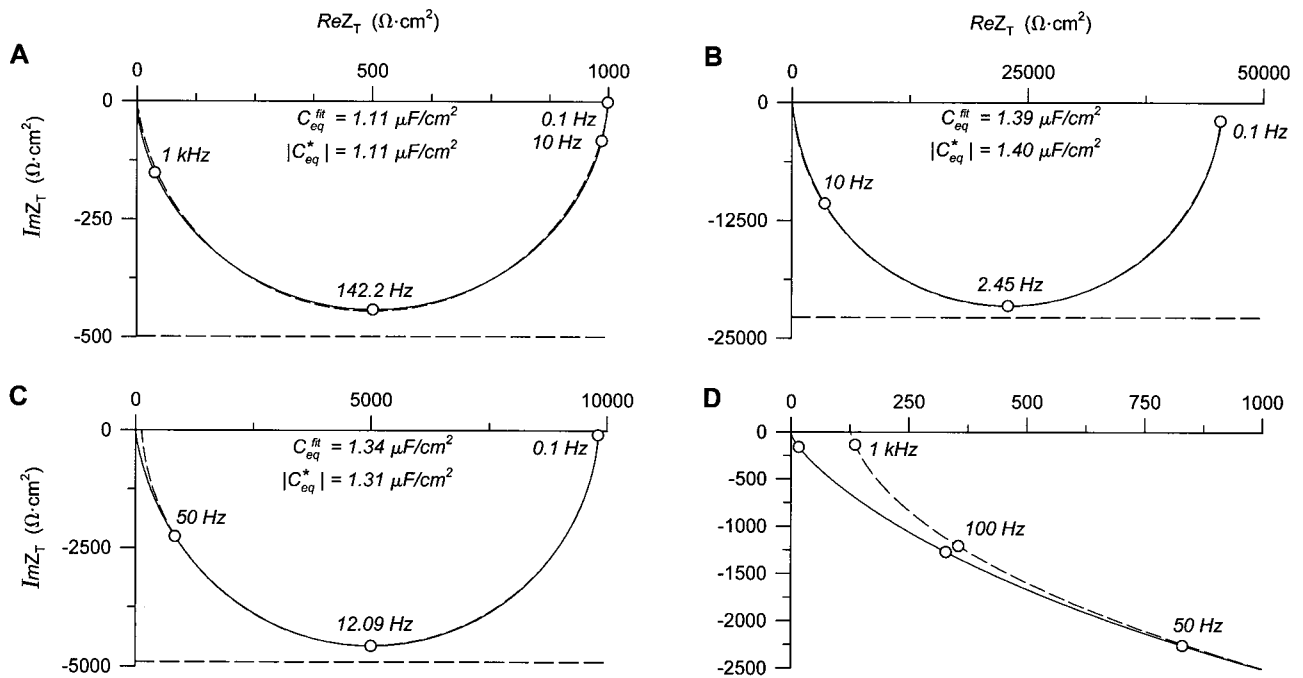 ReZ_T (Ω·cm²)
ReZ_T (Ω·cm²)
A
0 500 1000
0
-250
-500
ImZ_T (Ω·cm²)
C_eq^fit = 1.11 μF/cm²
|C_eq^*| = 1.11 μF/cm²
0.1 Hz
10 Hz
1 kHz
142.2 Hz
B
0 25000 50000
0
-12500
-25000
C_eq^fit = 1.39 μF/cm²
|C_eq^*| = 1.40 μF/cm²
0.1 Hz
10 Hz
2.45 Hz
C
0 5000 10000
0
-2500
-5000
ImZ_T (Ω·cm²)
C_eq^fit = 1.34 μF/cm²
|C_eq^*| = 1.31 μF/cm²
0.1 Hz
50 Hz
12.09 Hz
D
0 250 500 750 1000
0
-500
-1000
-1500
-2000
-2500
1 kHz
100 Hz
50 Hz